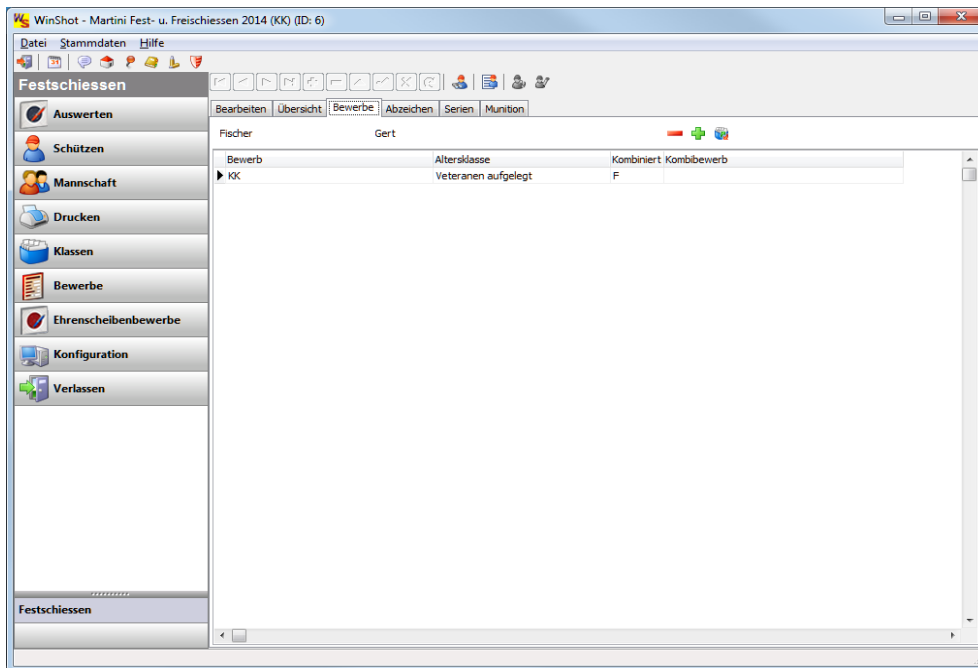 WinShot - Martini Fest- u. Freischiessen 2014 (KK) (ID: 6)
Datei Stammdaten Hilfe
Festschiessen
Auswerten
Schützen
Mannschaft
Drucken
Klassen
Bewerbe
Ehrenscheibenbewerbe
Konfiguration
Verlassen
Festschiessen
Bearbeiten Übersicht Bewerbe Abzeichen Serien Munition
Fischer Gert
Bewerb Altersklasse Kombiniert Kombibewerb
KK Veteranen aufgelegt F